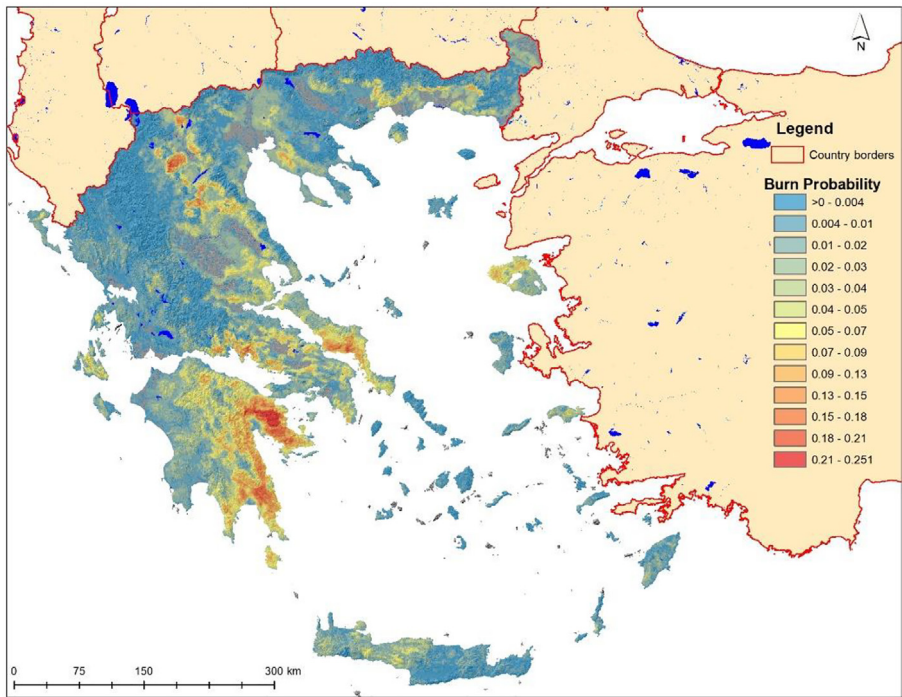 N
Legend
Country borders
Burn Probability
>0 - 0.004
0.004 - 0.01
0.01 - 0.02
0.02 - 0.03
0.03 - 0.04
0.04 - 0.05
0.05 - 0.07
0.07 - 0.09
0.09 - 0.13
0.13 - 0.15
0.15 - 0.18
0.18 - 0.21
0.21 - 0.251
0 75 150 300 km